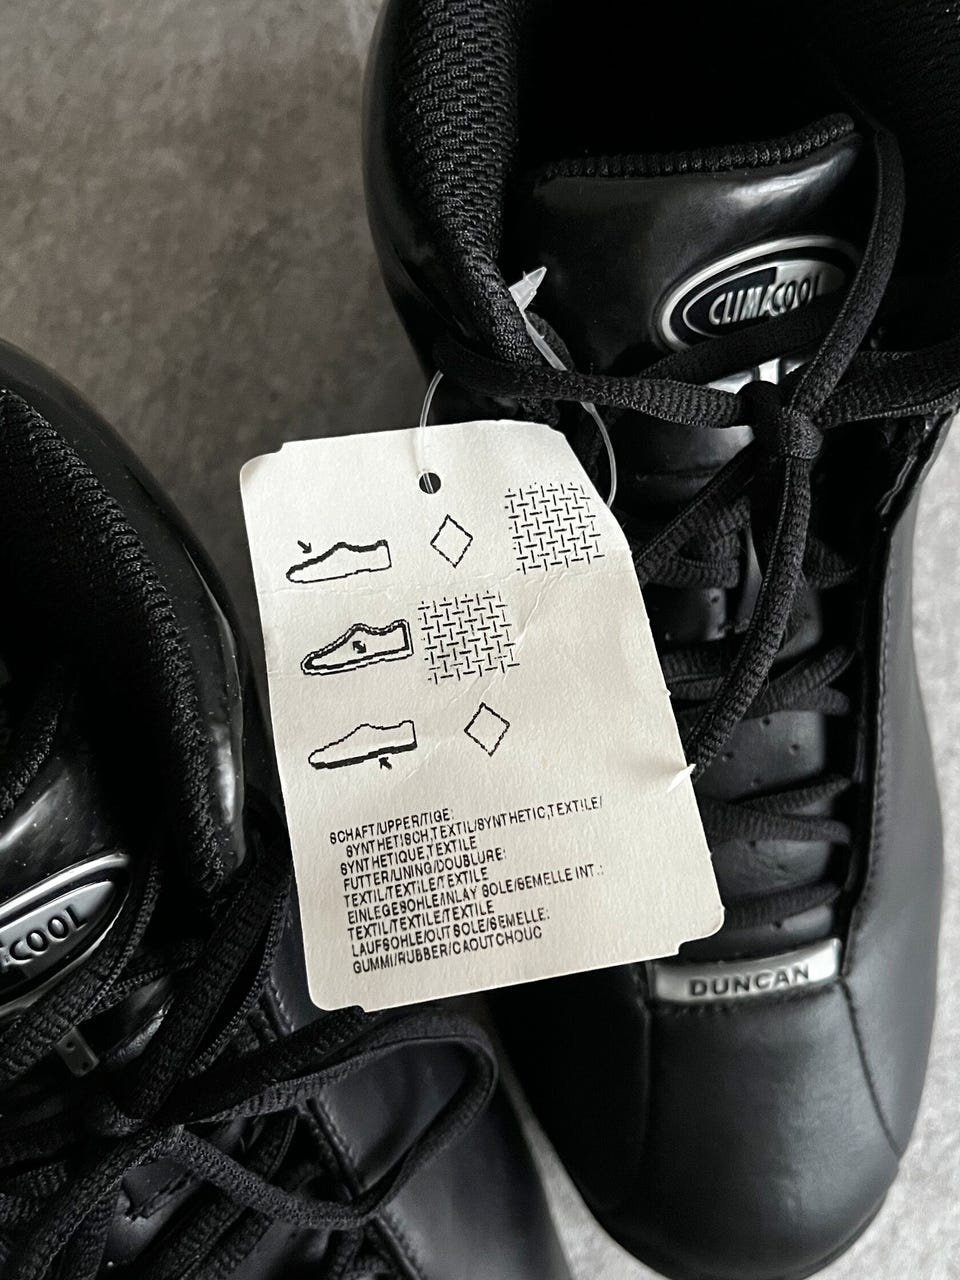 CLIMACOOL
SCHAFT/UPPER/TIGE:
SYNTHETISCH,TEXTIL/SYNTHETIC,TEXTILE/
SYNTHETIQUE,TEXTILE
FUTTER/LINING/DOUBLURE:
TEXTIL/TEXTILE/TEXTILE
EINLEGESOHLE/INLAY SOLE/SEMELLE INT.:
TEXTIL/TEXTILE/TEXTILE
LAUFSOHLE/OUTSOLE/SEMELLE:
GUMMI/RUBBER/CAOUTCHOUC
ACOOL
DUNCAN